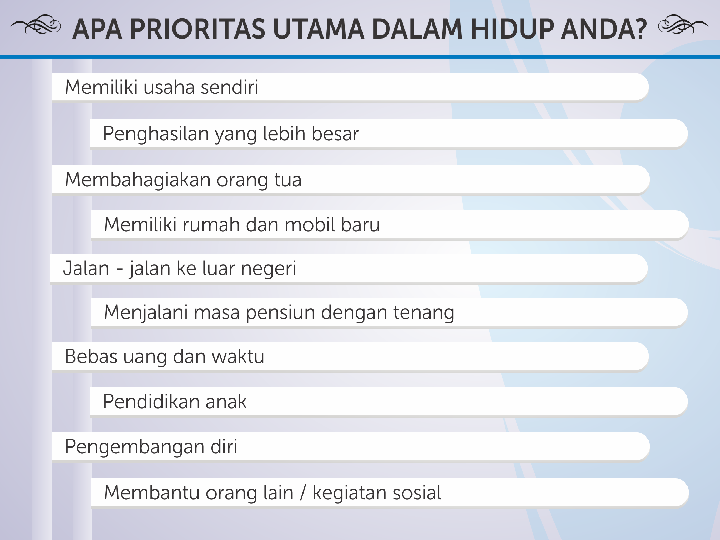 APA PRIORITAS UTAMA DALAM HIDUP ANDA?
Memiliki usaha sendiri
Penghasilan yang lebih besar
Membahagiakan orang tua
Memiliki rumah dan mobil baru
Jalan - jalan ke luar negeri
Menjalani masa pensiun dengan tenang
Bebas uang dan waktu
Pendidikan anak
Pengembangan diri
Membantu orang lain / kegiatan sosial